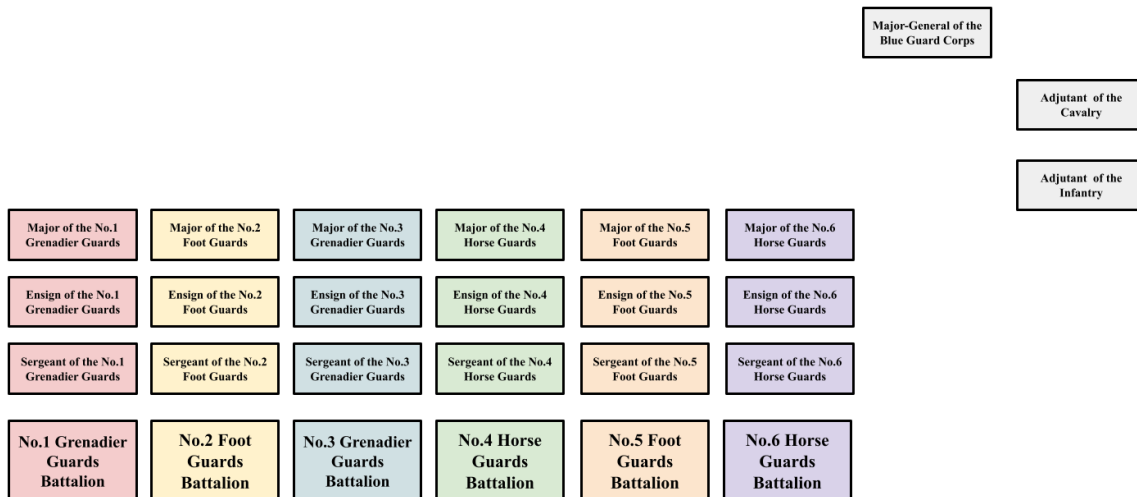 Major-General of the
Blue Guard Corps
Adjutant of the
Cavalry
Adjutant of the
Infantry
Major of the No.1
Grenadier Guards
Major of the No.2
Foot Guards
Major of the No.3
Grenadier Guards
Major of the No.4
Horse Guards
Major of the No.5
Foot Guards
Major of the No.6
Horse Guards
Ensign of the No.1
Grenadier Guards
Ensign of the No.2
Foot Guards
Ensign of the No.3
Grenadier Guards
Ensign of the No.4
Horse Guards
Ensign of the No.5
Foot Guards
Ensign of the No.6
Horse Guards
Sergeant of the No.1
Grenadier Guards
Sergeant of the No.2
Foot Guards
Sergeant of the No.3
Grenadier Guards
Sergeant of the No.4
Horse Guards
Sergeant of the No.5
Foot Guards
Sergeant of the No.6
Horse Guards
No.1 Grenadier
Guards
Battalion
No.2 Foot
Guards
Battalion
No.3 Grenadier
Guards
Battalion
No.4 Horse
Guards
Battalion
No.5 Foot
Guards
Battalion
No.6 Horse
Guards
Battalion